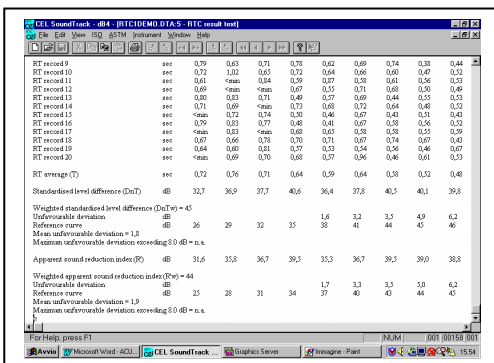 CEL SoundTrack - dB4 - [RTC1DEMO.DTA:5 - RTC result text]
File Edit View ISO ASTM Instrument Window Help
RT record 9 sec 0,79 0,63 0,71 0,78 0,62 0,69 0,74 0,38 0,44
RT record 10 sec 0,72 1,02 0,65 0,72 0,64 0,66 0,60 0,47 0,52
RT record 11 sec 0,61 <min 0,84 0,59 0,87 0,58 0,61 0,56 0,53
RT record 12 sec 0,69 <min <min 0,67 0,55 0,71 0,68 0,50 0,49
RT record 13 sec 0,80 0,83 0,71 0,49 0,57 0,69 0,44 0,55 0,53
RT record 14 sec 0,71 0,69 <min 0,73 0,68 0,72 0,64 0,48 0,52
RT record 15 sec <min 0,72 0,74 0,50 0,46 0,67 0,43 0,51 0,43
RT record 16 sec 0,79 0,83 0,77 0,48 0,41 0,67 0,58 0,56 0,52
RT record 17 sec <min 0,83 <min 0,68 0,65 0,58 0,58 0,55 0,59
RT record 18 sec 0,67 0,66 0,78 0,70 0,71 0,67 0,74 0,67 0,43
RT record 19 sec 0,64 0,60 0,81 0,57 0,53 0,54 0,56 0,46 0,67
RT record 20 sec <min 0,69 0,70 0,68 0,57 0,96 0,46 0,61 0,53
RT average (T) sec 0,72 0,76 0,71 0,64 0,59 0,64 0,58 0,52 0,48
Standardised level difference (DnT) dB 32,7 36,9 37,7 40,6 36,4 37,8 40,5 40,1 39,8
Weighted standardised level difference (DnTw) = 45
Unfavourable deviation dB 1,6 3,2 3,5 4,9 6,2
Reference curve dB 26 29 32 35 38 41 44 45 46
Mean unfavourable deviation = 1,8
Maximum unfavourable deviation exceeding 8.0 dB = n.a.
Apparent sound reduction index (R') dB 31,6 35,8 36,7 39,5 35,3 36,7 39,5 39,0 38,8
Weighted apparent sound reduction index (R'w) = 44
Unfavourable deviation dB 1,7 3,3 3,5 5,0 6,2
Reference curve dB 25 28 31 34 37 40 43 44 45
Mean unfavourable deviation = 1,9
Maximum unfavourable deviation exceeding 8.0 dB = n.a.
For Help, press F1 NUM 001 00158 001
Avvio Microsoft Word - ACU... CEL SoundTrack ... Graphics Server Immagine - Paint 15.54